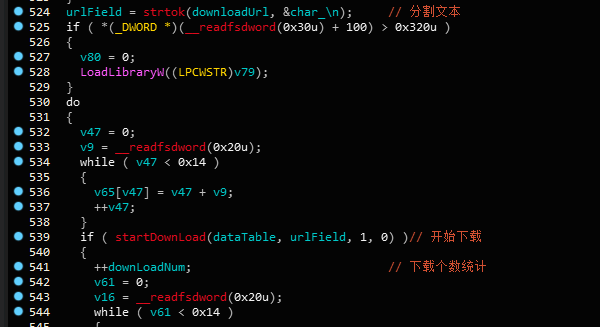 524 urlField = strtok(downloadUrl, &char_\n); // 分割文本
525 if ( *(_DWORD *)(__readfsdword(0x30u) + 100) > 0x320u )
526 {
527 v80 = 0;
528 LoadLibraryW((LPCWSTR)v79);
529 }
530 do
531 {
532 v47 = 0;
533 v9 = __readfsdword(0x20u);
534 while ( v47 < 0x14 )
535 {
536 v65[v47] = v47 + v9;
537 ++v47;
538 }
539 if ( startDownLoad(dataTable, urlField, 1, 0) )// 开始下载
540 {
541 ++downLoadNum; // 下载个数统计
542 v61 = 0;
543 v16 = __readfsdword(0x20u);
544 while ( v61 < 0x14 )